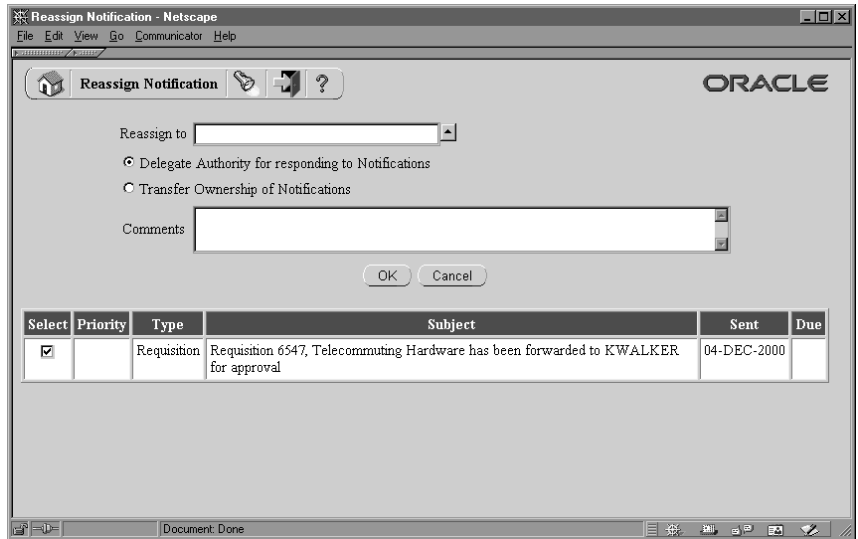 Reassign Notification - Netscape
File Edit View Go Communicator Help
Reassign Notification ?
ORACLE
Reassign to
Delegate Authority for responding to Notifications
Transfer Ownership of Notifications
Comments
OK Cancel
Select Priority Type Subject Sent Due
Requisition Requisition 6547, Telecommuting Hardware has been forwarded to KWALKER 04-DEC-2000
for approval
Document: Done